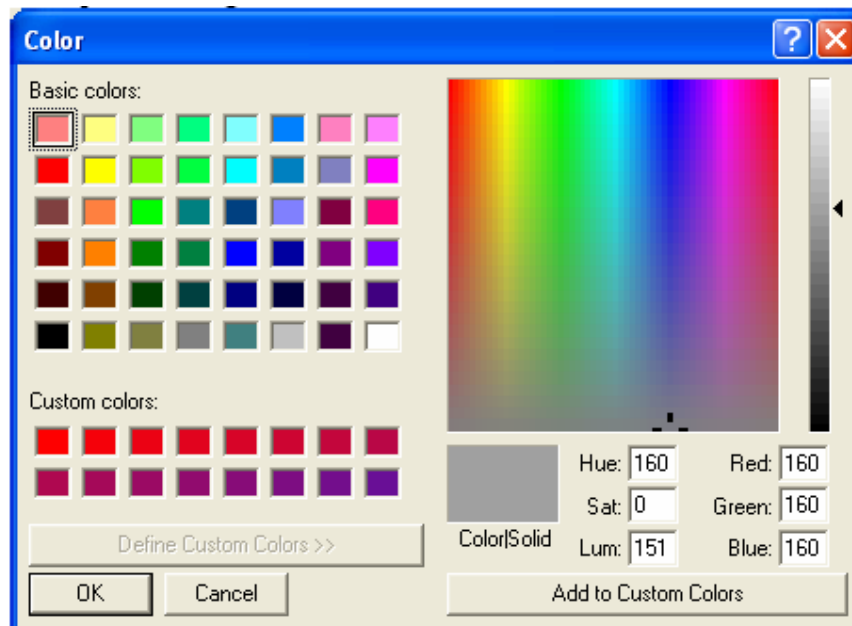 Color
Basic colors:
Custom colors:
Define Custom Colors >>
OK Cancel
Color|Solid
Hue: 160 Red: 160
Sat: 0 Green: 160
Lum: 151 Blue: 160
Add to Custom Colors